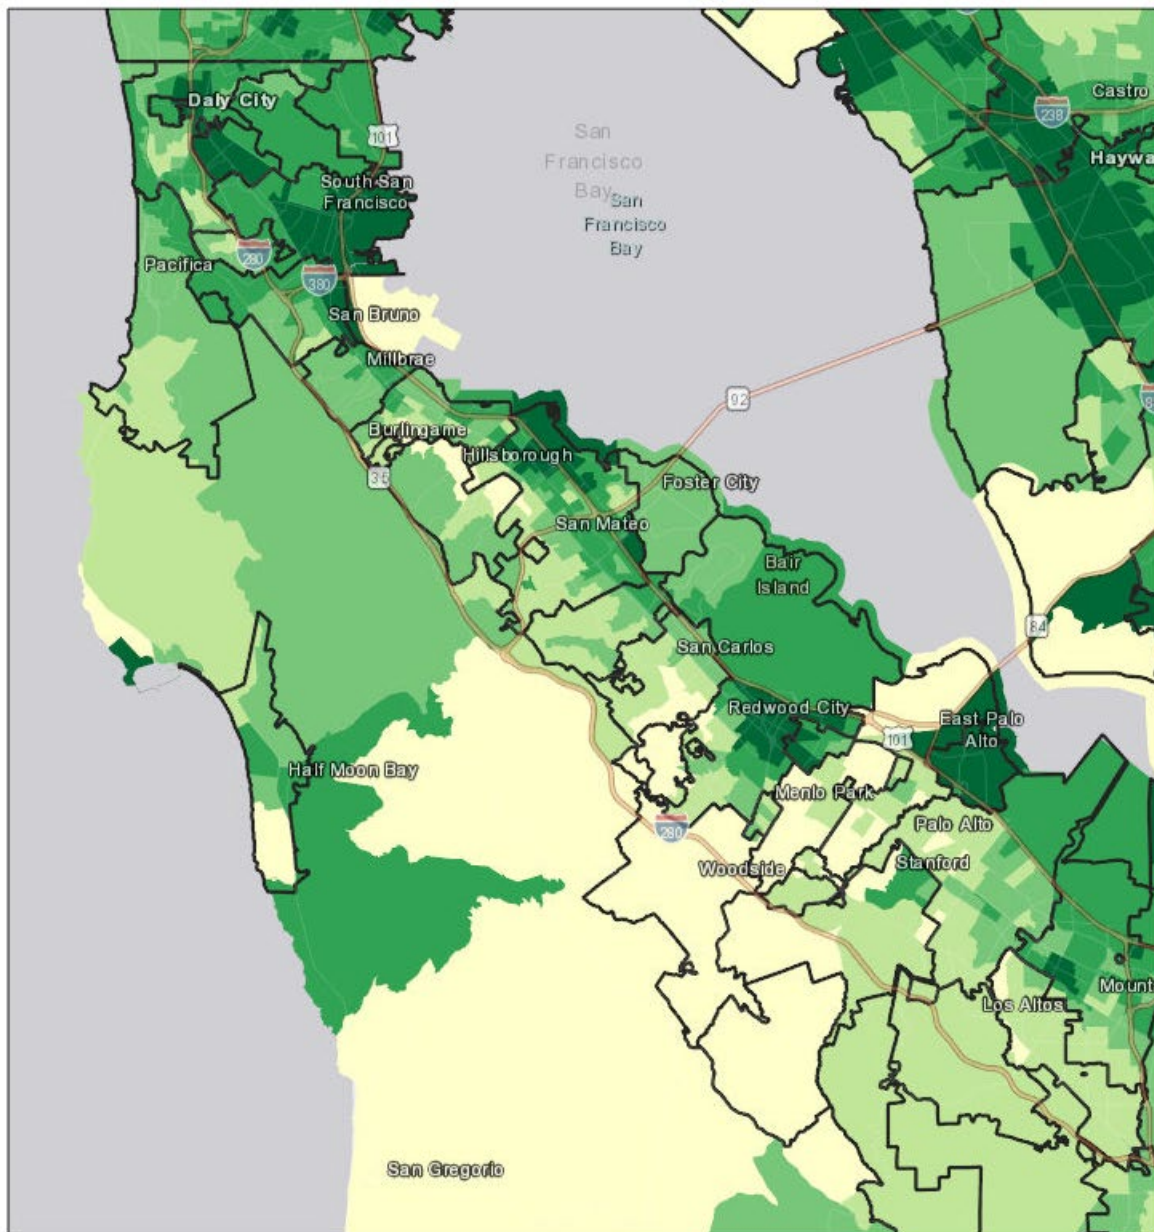 Daly City
101
South San
Francisco
San
Francisco
Bay
San
Francisco
Bay
Castro
238
Haywa
Pacifica
280
380
San Bruno
Millbrae
92
Burlingame
Hillsborough
35
Foster City
San Mateo
Bair
Island
84
San Carlos
Redwood City
East Palo
Alto
101
Half Moon Bay
Menlo Park
280
Palo Alto
Woodside
Stanford
Los Altos
Mount
San Gregorio